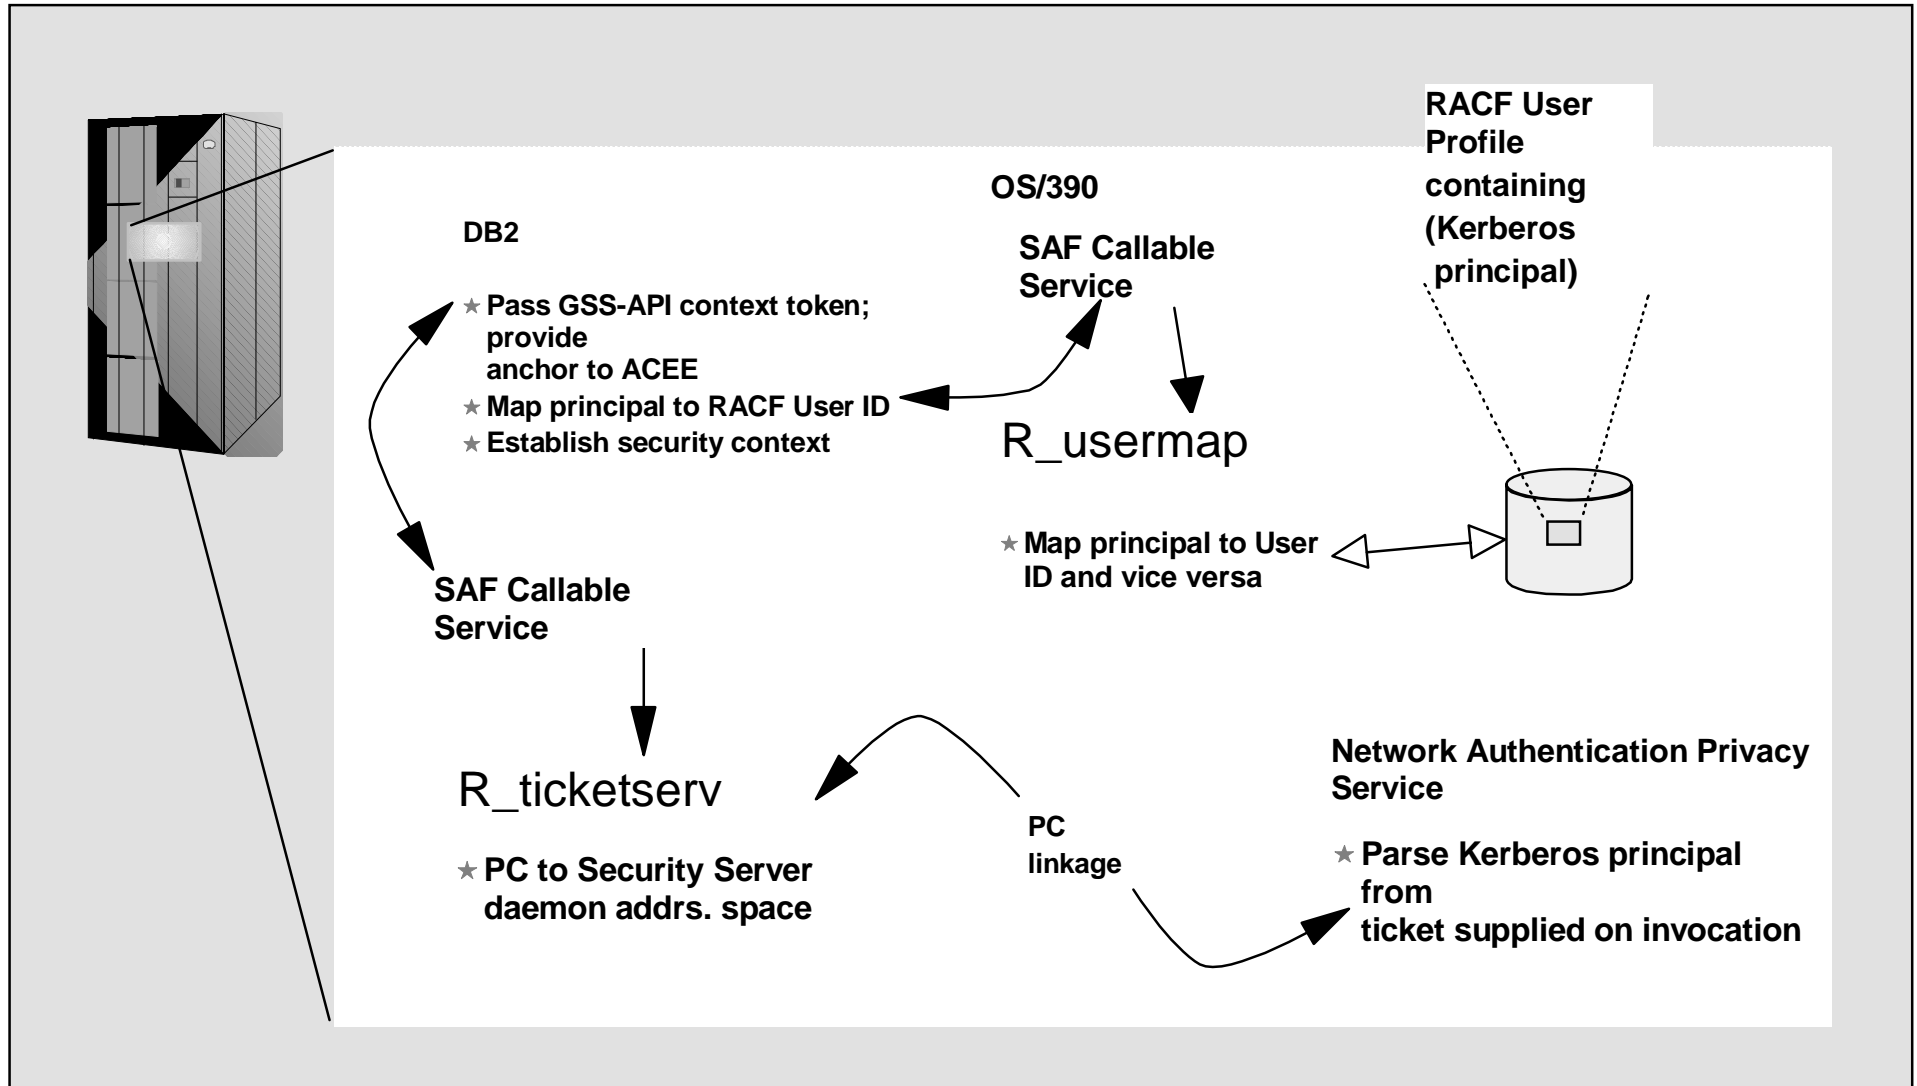 RACF User
Profile
containing
(Kerberos
principal)
OS/390
DB2
SAF Callable
Service
Pass GSS-API context token;
provide
anchor to ACEE
Map principal to RACF User ID
Establish security context
R_usermap
Map principal to User
ID and vice versa
SAF Callable
Service
R_ticketserv
PC to Security Server
daemon addrs. space
PC
linkage
Network Authentication Privacy
Service
Parse Kerberos principal
from
ticket supplied on invocation